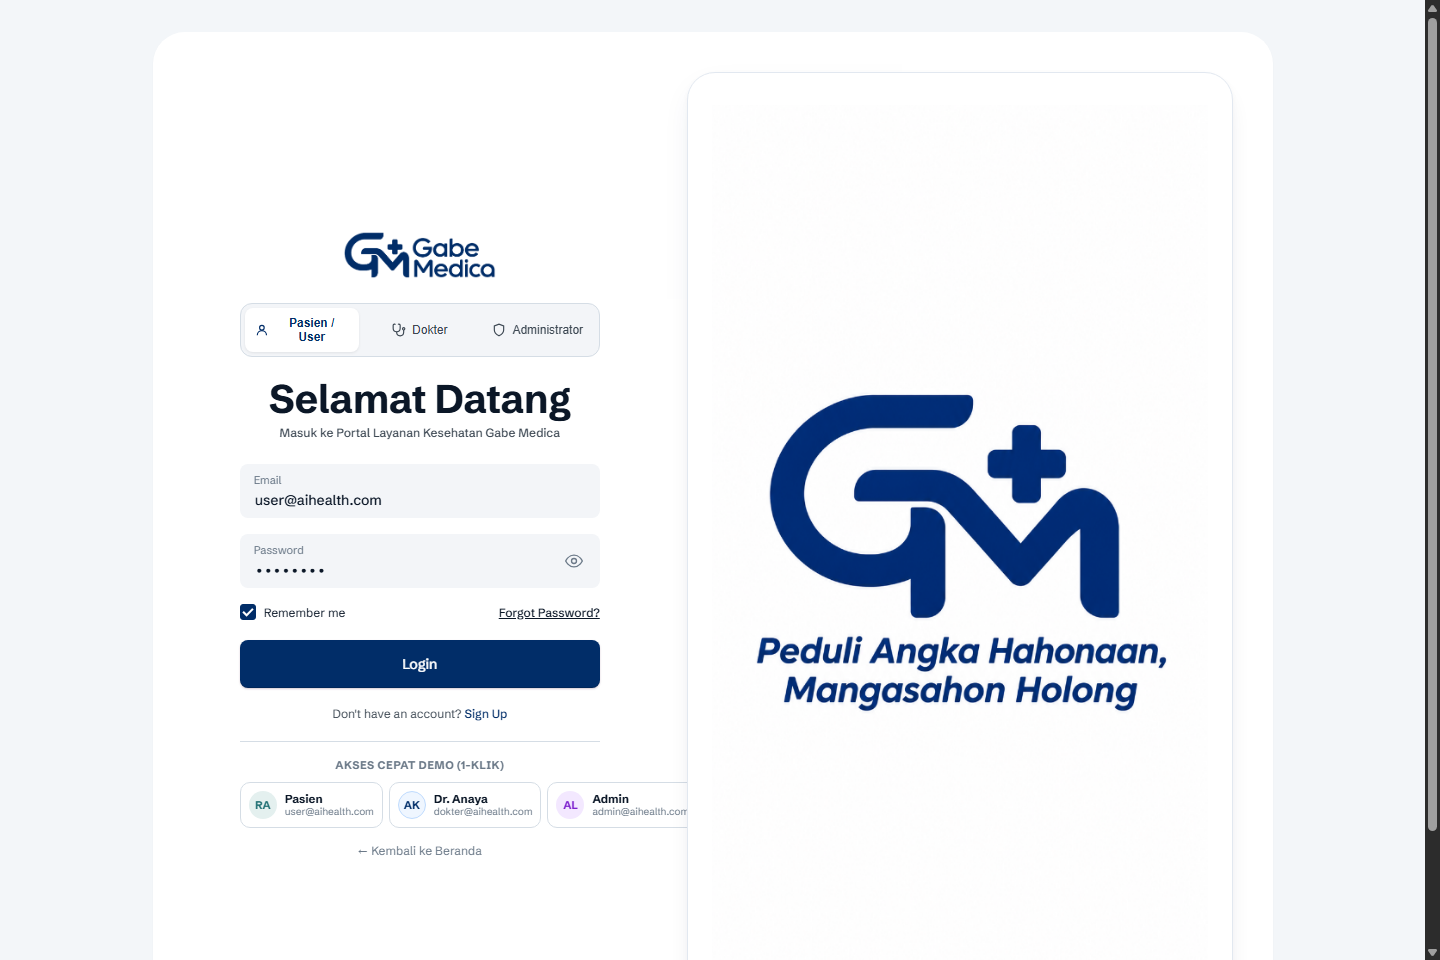 Gabe
Medica
Pasien /
User
Dokter
Administrator
Selamat Datang
Masuk ke Portal Layanan Kesehatan Gabe Medica
Email
user@aihealth.com
Password
••••••••
Remember me
Forgot Password?
Login
Don't have an account? Sign Up
AKSES CEPAT DEMO (1-KLIK)
RA
Pasien
user@aihealth.com
AK
Dr. Anaya
dokter@aihealth.com
AL
Admin
admin@aihealth.com
← Kembali ke Beranda
GM
Peduli Angka Hahonaan,
Mangasahon Holong